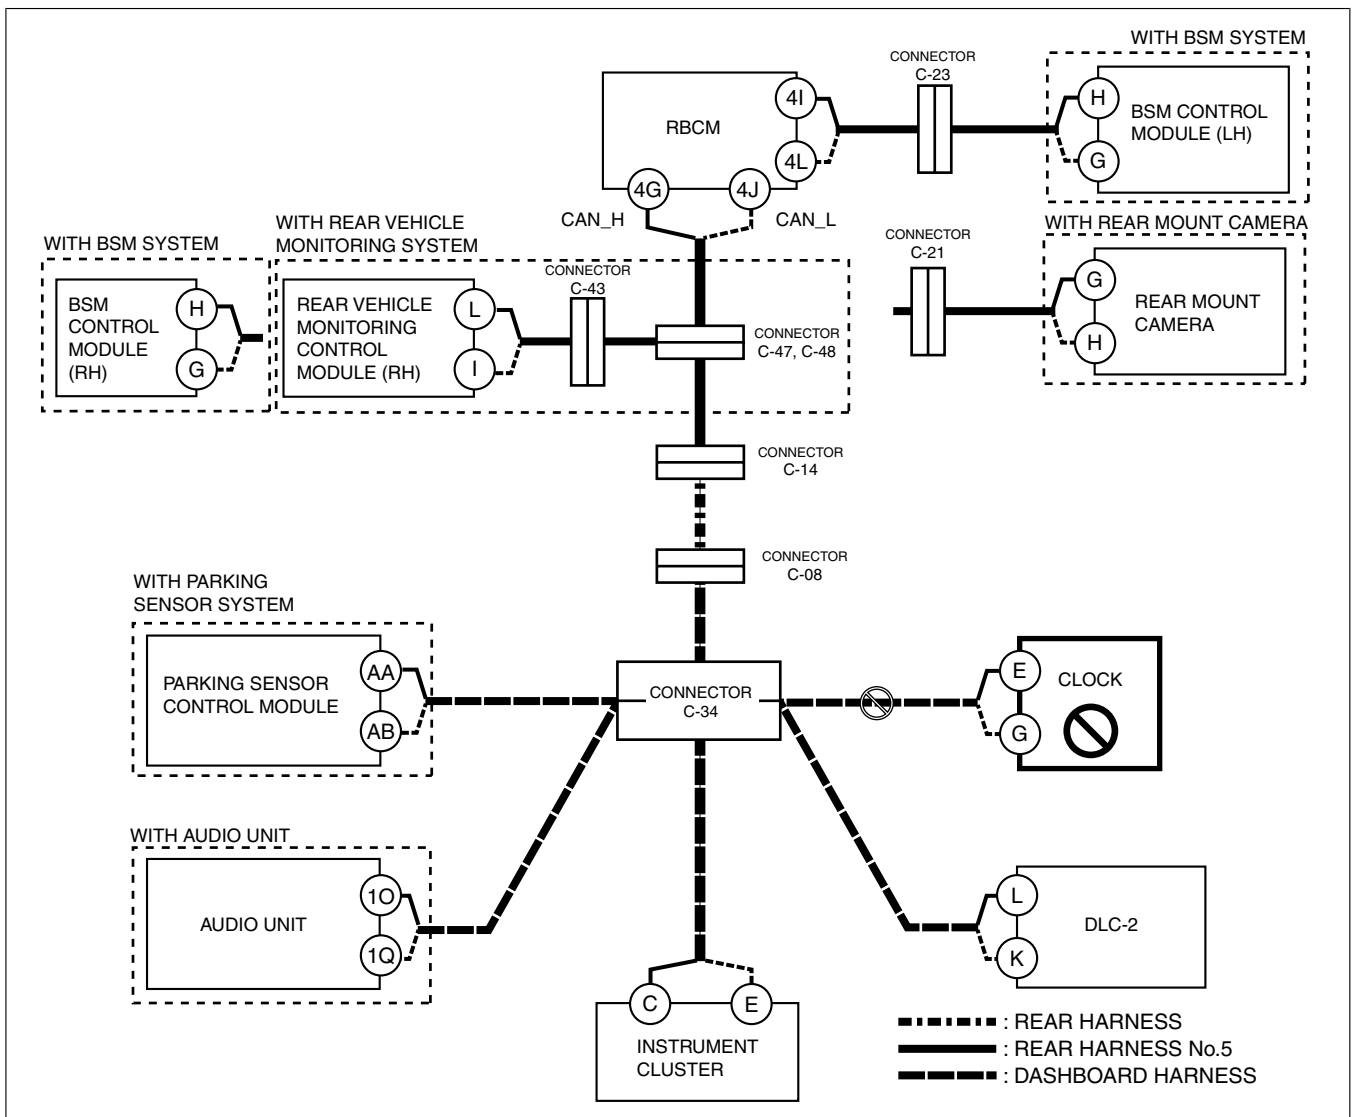 WITH BSM SYSTEM
CONNECTOR
C-23
4I
RBCM
4L
H
BSM CONTROL
MODULE (LH)
G
4G
4J
CAN_H
CAN_L
WITH REAR VEHICLE
MONITORING SYSTEM
WITH REAR MOUNT CAMERA
WITH BSM SYSTEM
CONNECTOR
C-21
CONNECTOR
C-43
BSM
CONTROL
MODULE
(RH)
H
G
REAR VEHICLE
MONITORING
CONTROL
MODULE (RH)
L
I
CONNECTOR
C-47, C-48
G
H
REAR MOUNT
CAMERA
CONNECTOR
C-14
CONNECTOR
C-08
WITH PARKING
SENSOR SYSTEM
PARKING SENSOR
CONTROL MODULE
AA
AB
CONNECTOR
C-34
E
G
CLOCK
WITH AUDIO UNIT
AUDIO UNIT
1O
1Q
L
K
DLC-2
C
E
INSTRUMENT
CLUSTER
: REAR HARNESS
: REAR HARNESS No.5
: DASHBOARD HARNESS